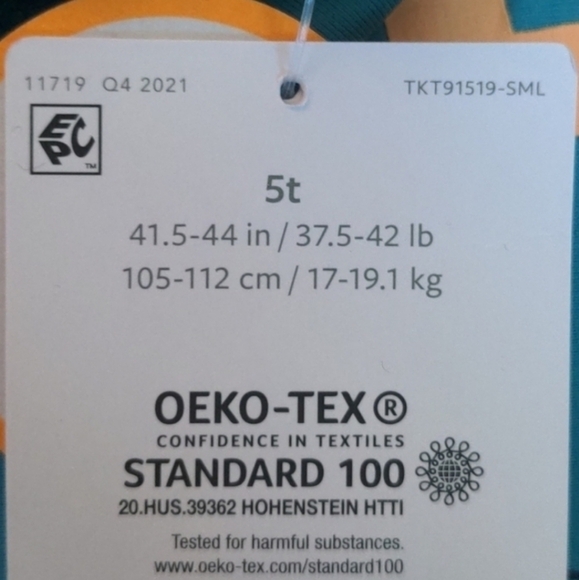 11719 Q4 2021
TKT91519-SML
EPC
TM
5t
41.5-44 in / 37.5-42 lb
105-112 cm / 17-19.1 kg
OEKO-TEX®
CONFIDENCE IN TEXTILES
STANDARD 100
20.HUS.39362 HOHENSTEIN HTTI
Tested for harmful substances.
www.oeko-tex.com/standard100